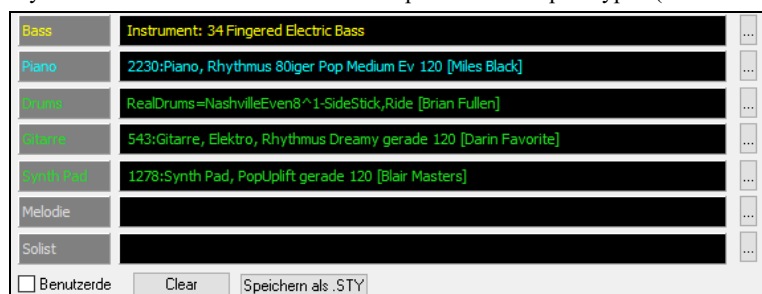 Bass Instrument: 34 Fingered Electric Bass ...
Piano 2230:Piano, Rhythmus 80iger Pop Medium Ev 120 [Miles Black] ...
Drums RealDrums=NashvilleEven8^1-SideStick,Ride [Brian Fullen] ...
Gitarre 543:Gitarre, Elektro, Rhythmus Dreamy gerade 120 [Darin Favorite] ...
Synth Pad 1278:Synth Pad, PopUplift gerade 120 [Blair Masters] ...
Melodie ...
Solist ...
Benutzerde Clear Speichern als .STY